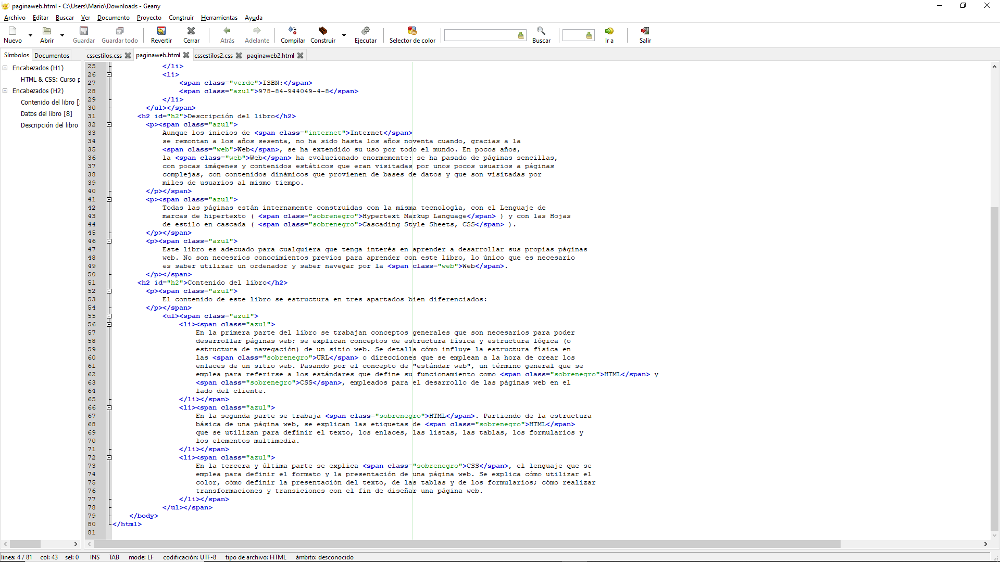 paginaweb.html - C:\Users\Mario\Downloads - Geany
Archivo Editar Buscar Ver Documento Proyecto Construir Herramientas Ayuda
Nuevo Abrir Guardar Guardar todo Revertir Cerrar Atrás Adelante Compilar Construir Ejecutar Selector de color Buscar Ir a Salir
Símbolos Documentos cssestilos.css paginaweb.html cssestilos2.css paginaweb2.html
Encabezados (H1)
HTML & CSS: Curso p
Encabezados (H2)
Contenido del libro [
Datos del libro [8]
Descripción del libro
25 </li>
26 <li>
27 <span class="verde">ISBN:</span>
28 <span class="azul">978-84-944049-4-8</span>
29 </li>
30 </ul></span>
31 <h2 id="h2">Descripción del libro</h2>
32 <p><span class="azul">
33 Aunque los inicios de <span class="internet">Internet</span>
34 se remontan a los años sesenta, no ha sido hasta los años noventa cuando, gracias a la
35 <span class="web">Web</span>, se ha extendido su uso por todo el mundo. En pocos años,
36 la <span class="web">Web</span> ha evolucionado enormemente: se ha pasado de páginas sencillas,
37 con pocas imágenes y contenidos estáticos que eran visitadas por unos pocos usuarios a páginas
38 complejas, con contenidos dinámicos que provienen de bases de datos y que son visitadas por
39 miles de usuarios al mismo tiempo.
40 </p></span>
41 <p><span class="azul">
42 Todas las páginas están internamente construidas con la misma tecnología, con el Lenguaje de
43 marcas de hipertexto ( <span class="sobrenegro">Hypertext Markup Language</span> ) y con las Hojas
44 de estilo en cascada ( <span class="sobrenegro">Cascading Style Sheets, CSS</span> ).
45 </p></span>
46 <p><span class="azul">
47 Este libro es adecuado para cualquiera que tenga interés en aprender a desarrollar sus propias páginas
48 web. No son necesrios conocimientos previos para aprender con este libro, lo único que es necesario
49 es saber utilizar un ordenador y saber navegar por la <span class="web">Web</span>.
50 </p></span>
51 <h2 id="h2">Contenido del libro</h2>
52 <p><span class="azul">
53 El contenido de este libro se estructura en tres apartados bien diferenciados:
54 </p></span>
55 <ul><span class="azul">
56 <li><span class="azul">
57 En la primera parte del libro se trabajan conceptos generales que son necesarios para poder
58 desarrollar páginas web; se explican conceptos de estructura física y estructura lógica (o
59 estructura de navegación) de un sitio web. Se detalla cómo influye la estructura física en
60 las <span class="sobrenegro">URL</span> o direcciones que se emplean a la hora de crear los
61 enlaces de un sitio web. Pasando por el concepto de "estándar web", un término general que se
62 emplea para referirse a los estándares que define su funcionamiento como <span class="sobrenegro">HTML</span> y
63 <span class="sobrenegro">CSS</span>, empleados para el desarrollo de las páginas web en el
64 lado del cliente.
65 </li></span>
66 <li><span class="azul">
67 En la segunda parte se trabaja <span class="sobrenegro">HTML</span>. Partiendo de la estructura
68 básica de una página web, se explican las etiquetas de <span class="sobrenegro">HTML</span>
69 que se utilizan para definir el texto, los enlaces, las listas, las tablas, los formularios y
70 los elementos multimedia.
71 </li></span>
72 <li><span class="azul">
73 En la tercera y última parte se explica <span class="sobrenegro">CSS</span>, el lenguaje que se
74 emplea para definir el formato y la presentación de una página web. Se explica cómo utilizar el
75 color, cómo definir la presentación del texto, de las tablas y de los formularios; cómo realizar
76 transformaciones y transiciones con el fin de diseñar una página web.
77 </li></span>
78 </ul></span>
79 </body>
80 </html>
81
línea: 4 / 81 col: 43 sel: 0 INS TAB mode: LF codificación: UTF-8 tipo de archivo: HTML ámbito: desconocido